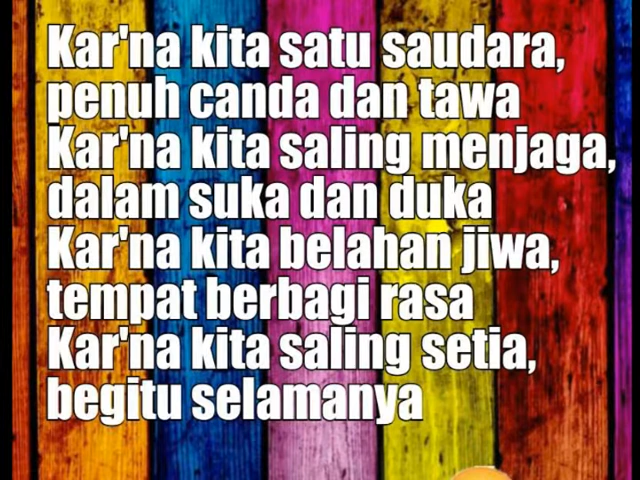 Kar'na kita satu saudara,
penuh canda dan tawa
Kar'na kita saling menjaga,
dalam suka dan duka
Kar'na kita belahan jiwa,
tempat berbagi rasa
Kar'na kita saling setia,
begitu selamanya